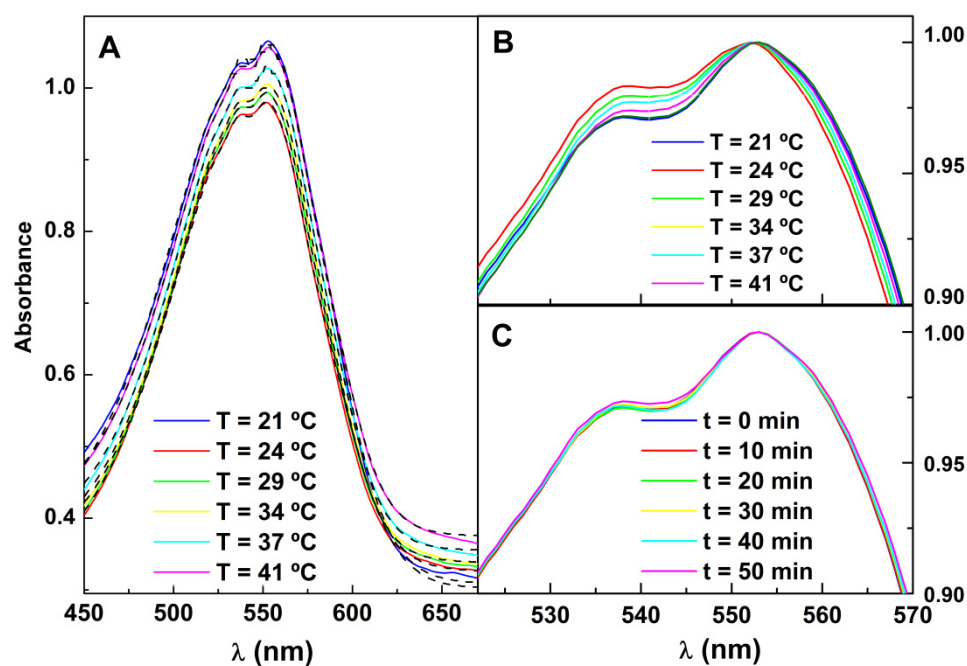 A
Absorbance
1.0
0.8
0.6
0.4
T = 21 ºC
T = 24 ºC
T = 29 ºC
T = 34 ºC
T = 37 ºC
T = 41 ºC
450 500 550 600 650
λ (nm)
B
1.00
0.95
0.90
T = 21 ºC
T = 24 ºC
T = 29 ºC
T = 34 ºC
T = 37 ºC
T = 41 ºC
C
1.00
0.95
0.90
t = 0 min
t = 10 min
t = 20 min
t = 30 min
t = 40 min
t = 50 min
530 540 550 560 570
λ (nm)